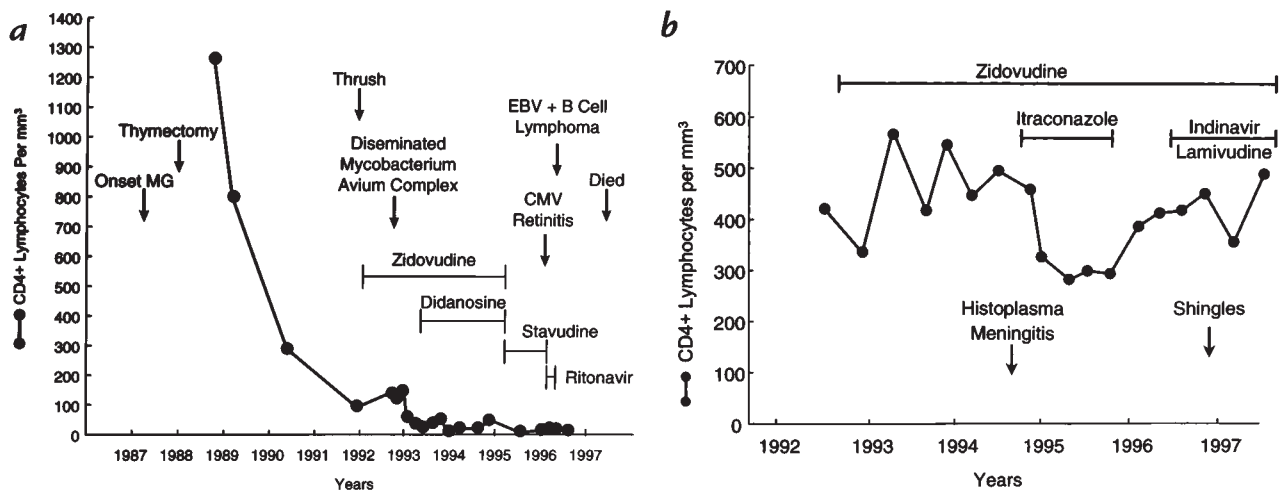 a
1400
1300
1200
1100
1000
900
800
700
600
500
400
300
200
100
0
CD4+ Lymphocytes Per mm³
Thymectomy
Onset MG
Thrush
Diseminated
Mycobacterium
Avium Complex
EBV + B Cell
Lymphoma
CMV
Retinitis
Died
Zidovudine
Didanosine
Stavudine
Ritonavir
1987 1988 1989 1990 1991 1992 1993 1994 1995 1996 1997
Years
b
700
600
500
400
300
200
100
0
CD4+ Lymphocytes per mm³
Zidovudine
Itraconazole
Indinavir
Lamivudine
Histoplasma
Meningitis
Shingles
1992 1993 1994 1995 1996 1997
Years